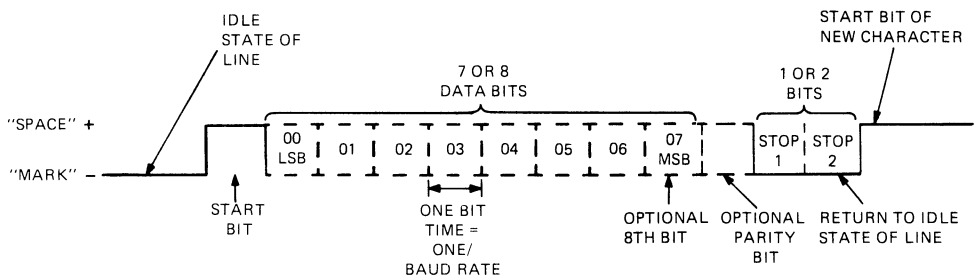 IDLE
STATE OF
LINE
START BIT OF
NEW CHARACTER
7 OR 8
DATA BITS
1 OR 2
BITS
"SPACE" +
"MARK" −
00
LSB
01
02
03
04
05
06
07
MSB
STOP
1
STOP
2
START
BIT
ONE BIT
TIME =
ONE/
BAUD RATE
OPTIONAL
8TH BIT
OPTIONAL
PARITY
BIT
RETURN TO IDLE
STATE OF LINE